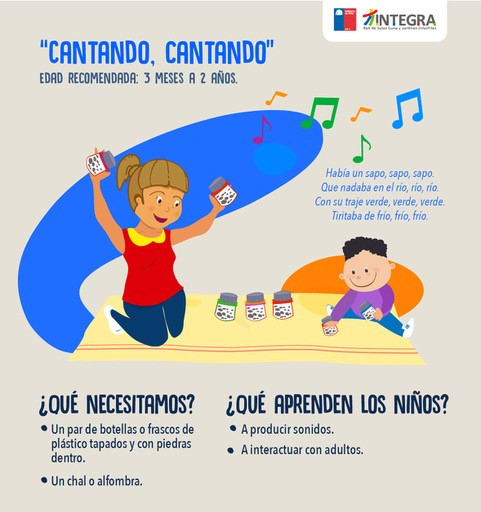 INTEGRA
Red de Salas Cuna y Jardines Infantiles
"CANTANDO, CANTANDO"
EDAD RECOMENDADA: 3 MESES A 2 AÑOS.
Había un sapo, sapo, sapo.
Que nadaba en el río, río, río.
Con su traje verde, verde, verde.
Tiritaba de frío, frío, frío.
¿QUÉ NECESITAMOS?
• Un par de botellas o frascos de
plástico tapados y con piedras
dentro.
• Un chal o alfombra.
¿QUÉ APRENDEN LOS NIÑOS?
• A producir sonidos.
• A interactuar con adultos.